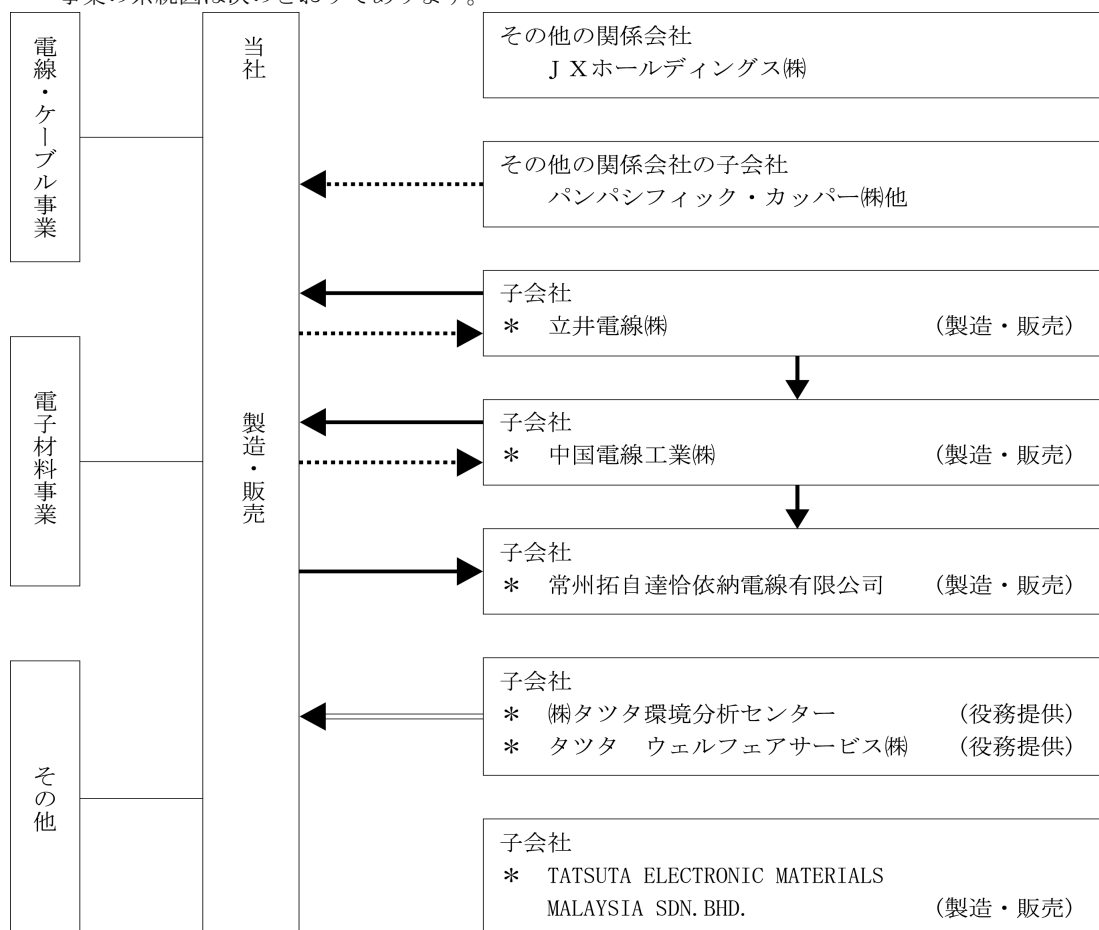 事業の系統図は次のとおりであります。
電線・ケーブル事業
電子材料事業
その他
当社
製造・販売
その他の関係会社
JXホールディングス㈱
その他の関係会社の子会社
パンパシフィック・カッパー㈱他
子会社
＊ 立井電線㈱ (製造・販売)
子会社
＊ 中国電線工業㈱ (製造・販売)
子会社
＊ 常州拓自達恰依納電線有限公司 (製造・販売)
子会社
＊ ㈱タツタ環境分析センター (役務提供)
＊ タツタ　ウェルフェアサービス㈱ (役務提供)
子会社
＊ TATSUTA ELECTRONIC MATERIALS
MALAYSIA SDN.BHD. (製造・販売)